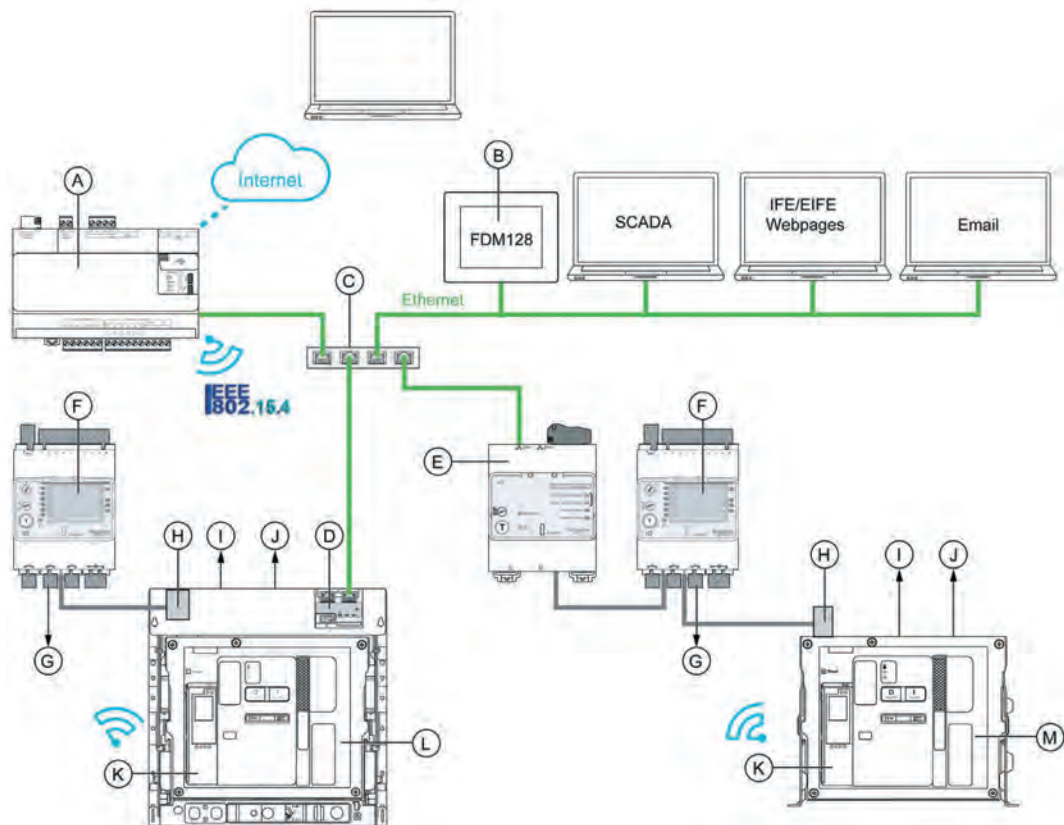 B
Internet
A
FDM128
SCADA
IFE/EIFE
Webpages
Email
C
Ethernet
IEEE
802.15.4
F
E
F
H
I
J
D
H
I
J
G
G
L
M
K
K